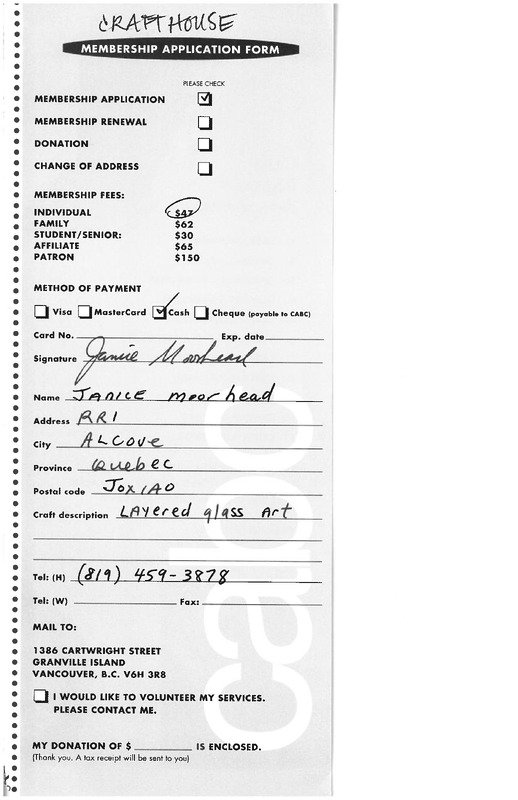 CRAFTHOUSE
MEMBERSHIP APPLICATION FORM
PLEASE CHECK
MEMBERSHIP APPLICATION
MEMBERSHIP RENEWAL
DONATION
CHANGE OF ADDRESS
MEMBERSHIP FEES:
INDIVIDUAL $47
FAMILY $62
STUDENT/SENIOR: $30
AFFILIATE $65
PATRON $150
METHOD OF PAYMENT
Visa MasterCard Cash Cheque (payable to CABC)
Card No. Exp. date
Signature Janice Moorhead
Name JANICE moorhead
Address RR1
City ALCOVE
Province Quebec
Postal code JOX 1A0
Craft description LAyered glass Art
Tel: (H) (819) 459-3878
Tel: (W) Fax:
MAIL TO:
1386 CARTWRIGHT STREET
GRANVILLE ISLAND
VANCOUVER, B.C. V6H 3R8
I WOULD LIKE TO VOLUNTEER MY SERVICES.
PLEASE CONTACT ME.
MY DONATION OF $ IS ENCLOSED.
(Thank you. A tax receipt will be sent to you)
cabc